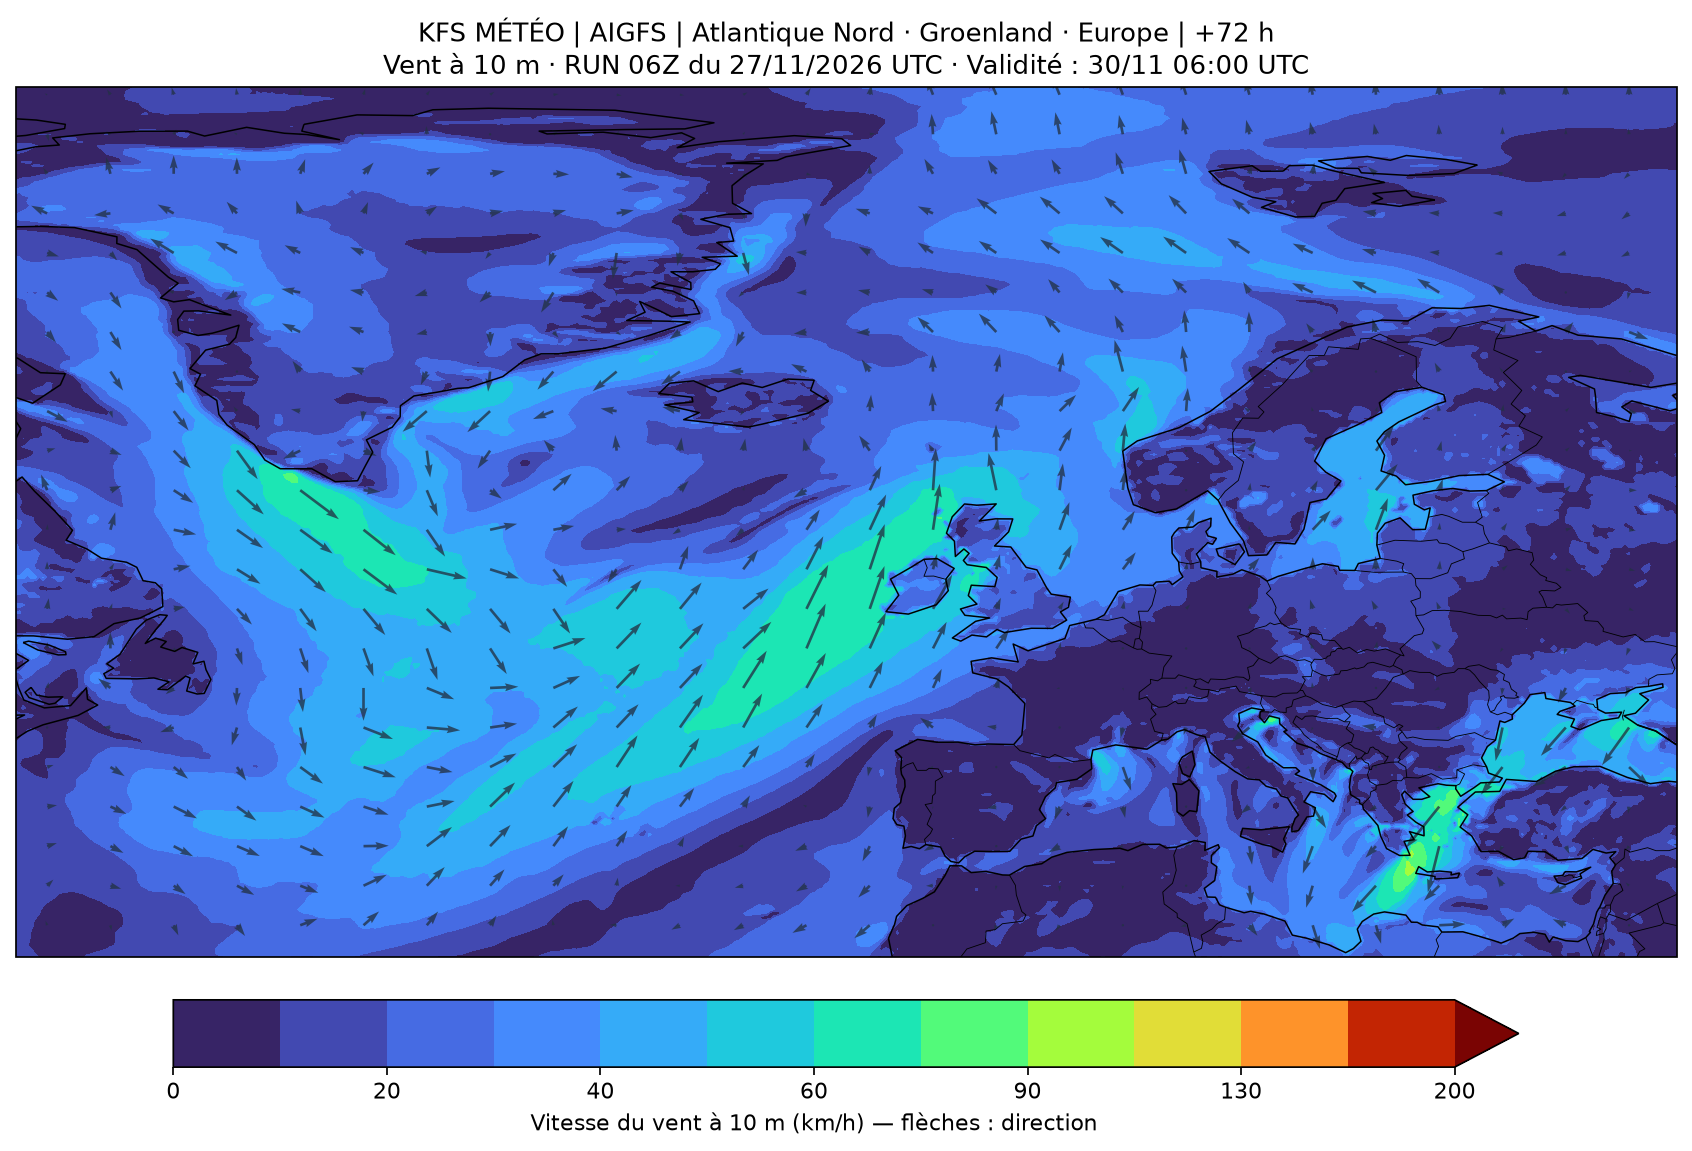 KFS MÉTÉO | AIGFS | Atlantique Nord · Groenland · Europe | +72 h
Vent à 10 m · RUN 06Z du 27/11/2026 UTC · Validité : 30/11 06:00 UTC
0 20 40 60 90 130 200
Vitesse du vent à 10 m (km/h) — flèches : direction